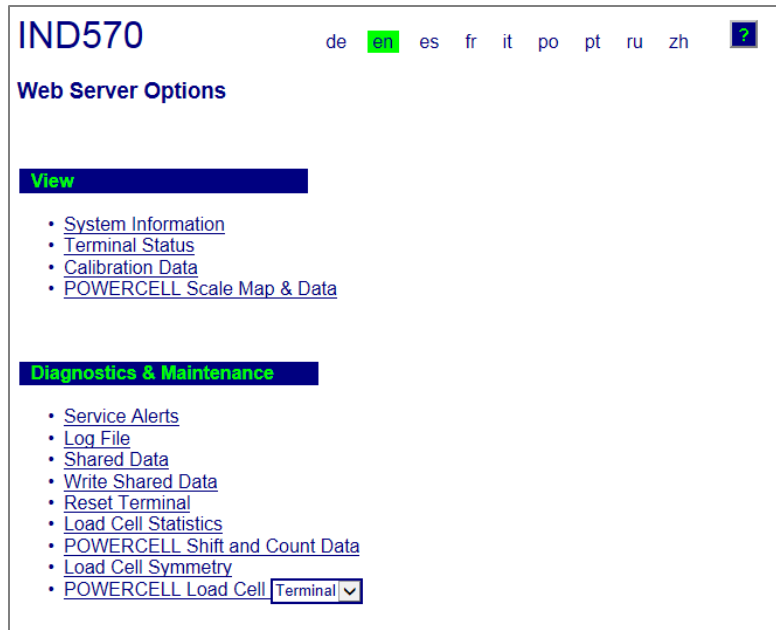 IND570 de en es fr it po pt ru zh ?
Web Server Options
View
• System Information
• Terminal Status
• Calibration Data
• POWERCELL Scale Map & Data
Diagnostics & Maintenance
• Service Alerts
• Log File
• Shared Data
• Write Shared Data
• Reset Terminal
• Load Cell Statistics
• POWERCELL Shift and Count Data
• Load Cell Symmetry
• POWERCELL Load Cell Terminal